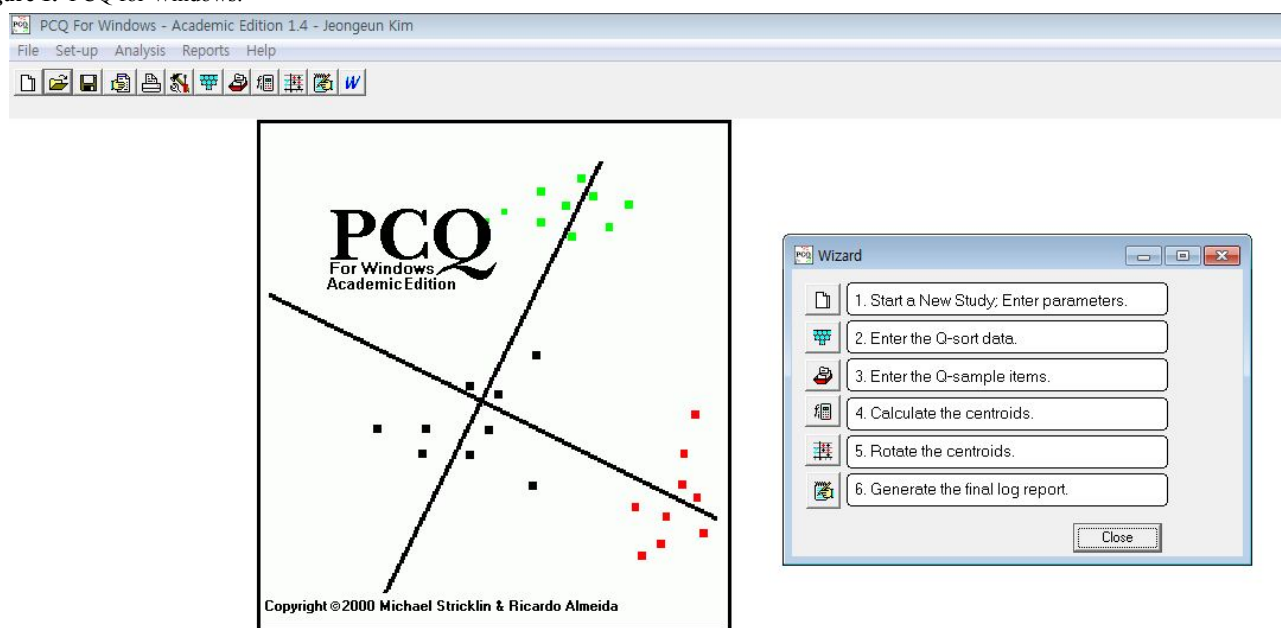 PCQ for Windows.
PCQ For Windows - Academic Edition 1.4 - Jeongeun Kim
File Set-up Analysis Reports Help
PCQ
For Windows
Academic Edition
Copyright ©2000 Michael Stricklin & Ricardo Almeida
Wizard
1. Start a New Study; Enter parameters.
2. Enter the Q-sort data.
3. Enter the Q-sample items.
4. Calculate the centroids.
5. Rotate the centroids.
6. Generate the final log report.
Close